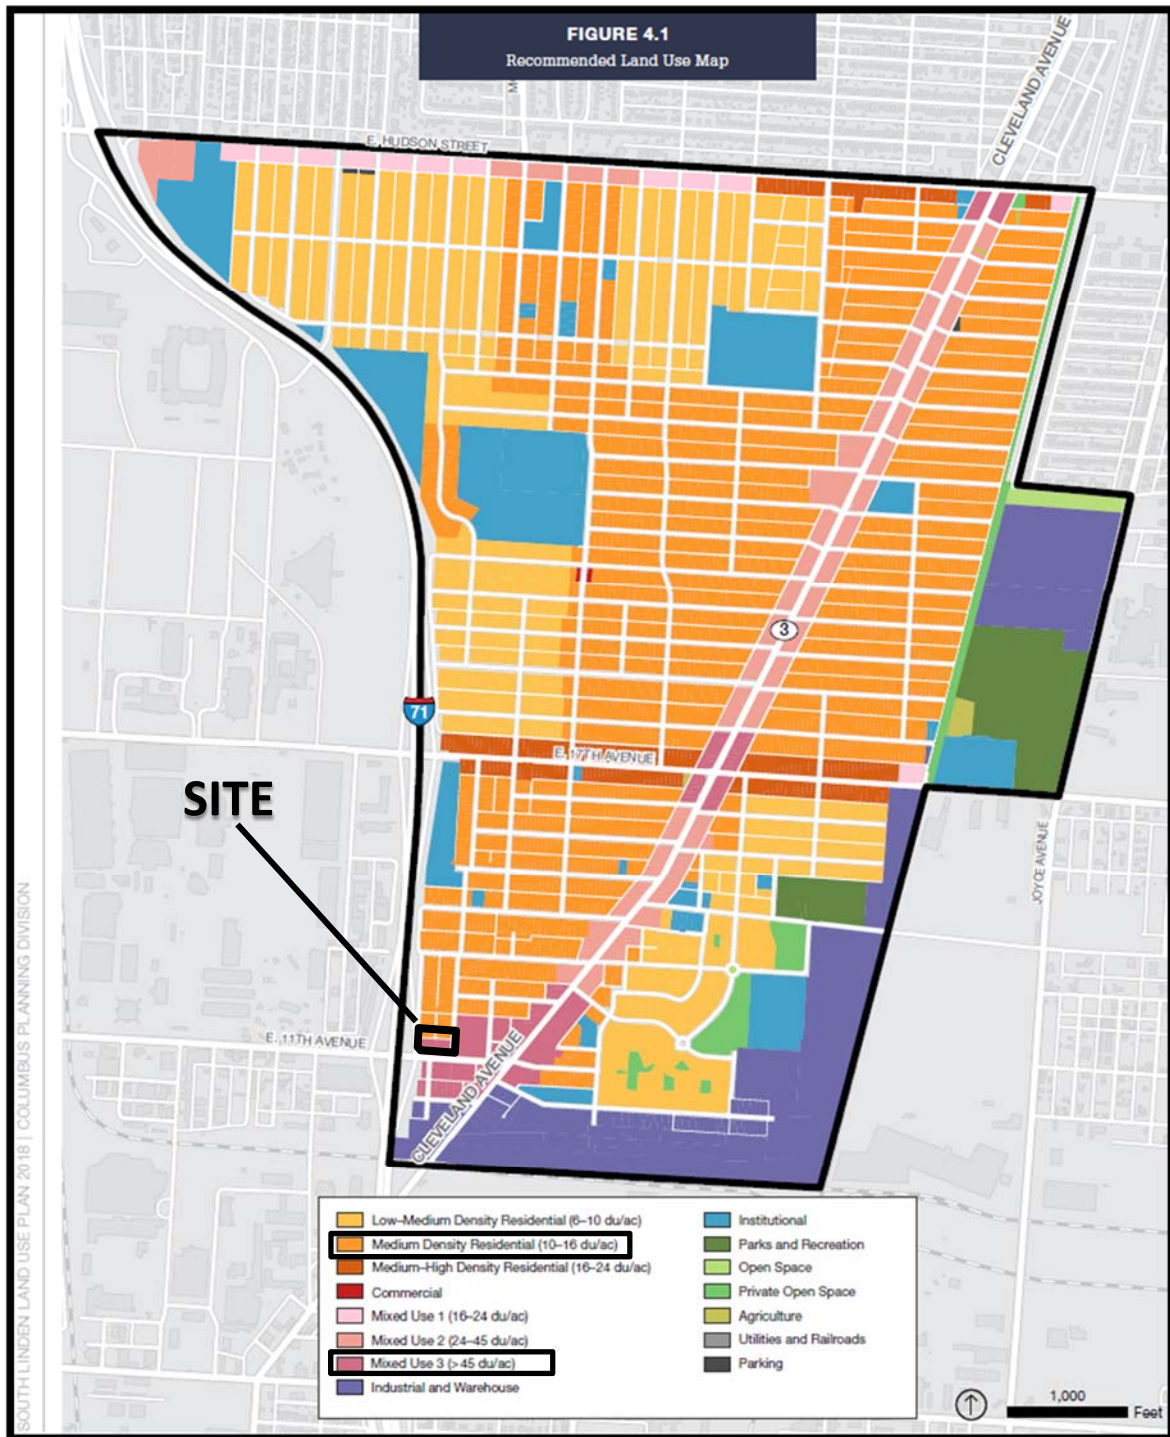 FIGURE 4.1
Recommended Land Use Map
CLEVELAND AVENUE
E. HUDSON STREET
3
71
E. 17TH AVENUE
SITE
JOYCE AVENUE
E. 11TH AVENUE
CLEVELAND AVENUE
SOUTH LINDEN LAND USE PLAN 2018 | COLUMBUS PLANNING DIVISION
Low–Medium Density Residential (6–10 du/ac)
Medium Density Residential (10–16 du/ac)
Medium–High Density Residential (16–24 du/ac)
Commercial
Mixed Use 1 (16–24 du/ac)
Mixed Use 2 (24–45 du/ac)
Mixed Use 3 (>45 du/ac)
Industrial and Warehouse
Institutional
Parks and Recreation
Open Space
Private Open Space
Agriculture
Utilities and Railroads
Parking
1,000
Feet